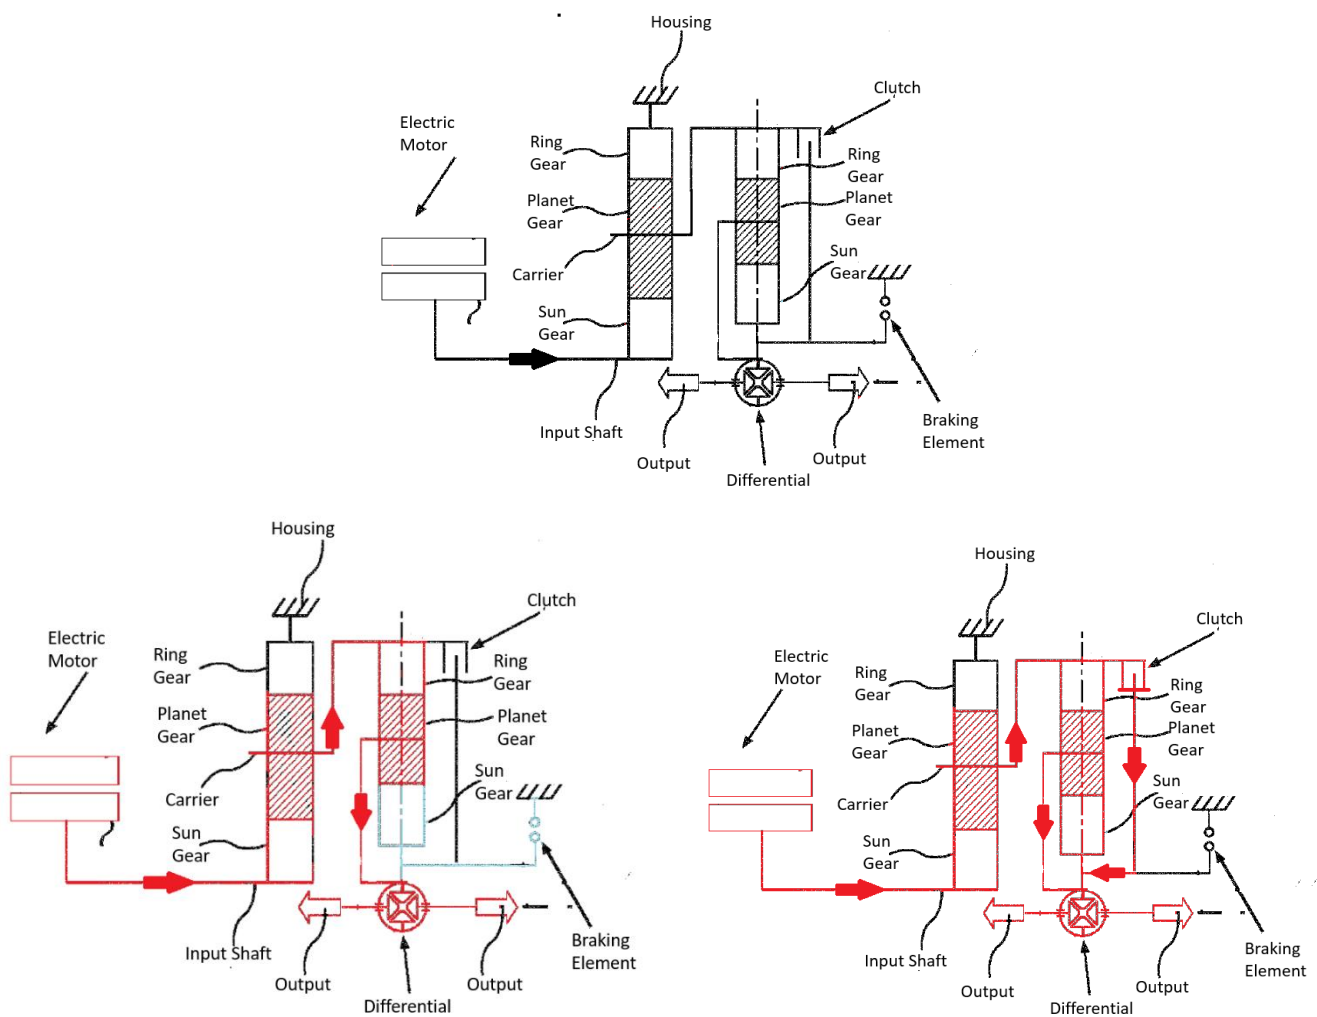 Housing
Clutch
Electric
Motor
Ring
Gear
Ring
Gear
Planet
Gear
Planet
Gear
Sun
Gear
Carrier
Sun
Gear
Input Shaft
Braking
Element
Output
Output
Differential
Housing
Clutch
Electric
Motor
Ring
Gear
Ring
Gear
Planet
Gear
Planet
Gear
Sun
Gear
Carrier
Sun
Gear
Input Shaft
Braking
Element
Output
Output
Differential
Housing
Clutch
Electric
Motor
Ring
Gear
Ring
Gear
Planet
Gear
Planet
Gear
Sun
Gear
Carrier
Sun
Gear
Input Shaft
Braking
Element
Output
Output
Differential